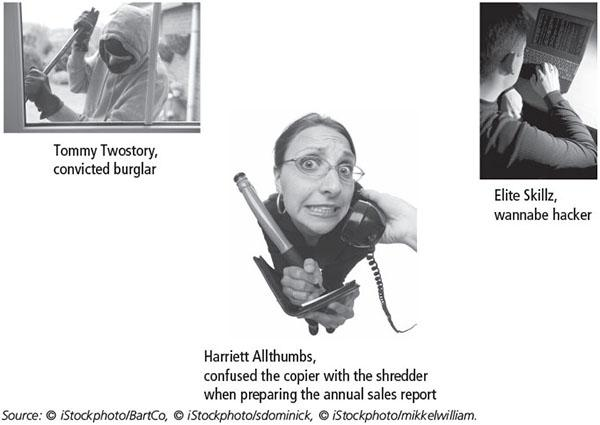 Tommy Twostory,
convicted burglar
Elite Skillz,
wannabe hacker
Harriett Allthumbs,
confused the copier with the shredder
when preparing the annual sales report
Source: © iStockphoto/BartCo, © iStockphoto/sdominick, © iStockphoto/mikkelwilliam.